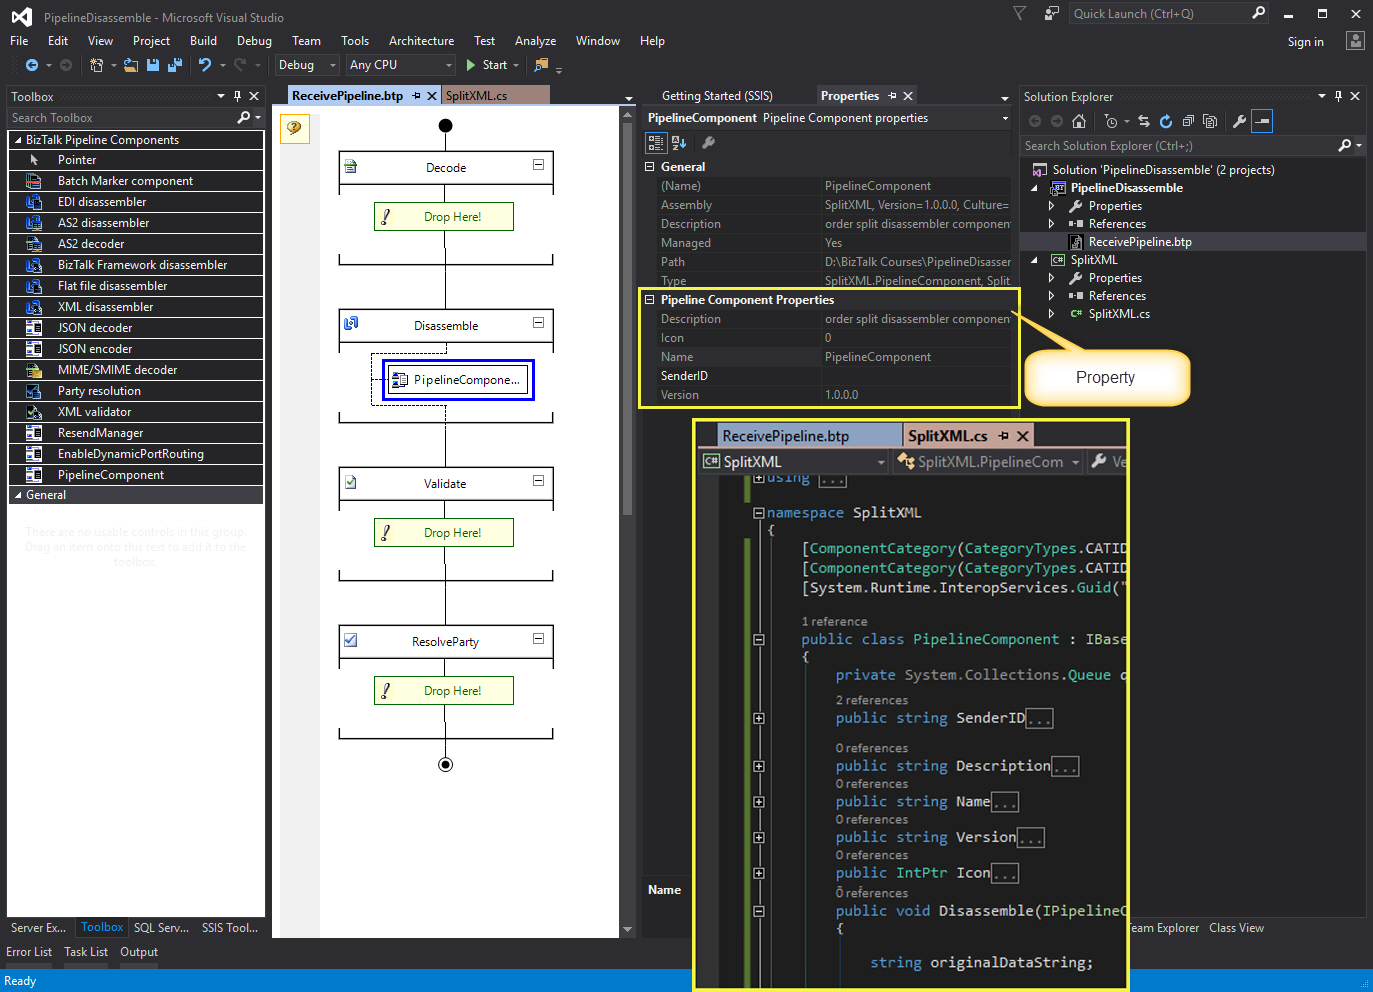 PipelineDisassemble - Microsoft Visual Studio
Quick Launch (Ctrl+Q)
File Edit View Project Build Debug Team Tools Architecture Test Analyze Window Help
Sign in
Debug Any CPU Start
Toolbox
Search Toolbox
BizTalk Pipeline Components
Pointer
Batch Marker component
EDI disassembler
AS2 disassembler
AS2 decoder
BizTalk Framework disassembler
Flat file disassembler
XML disassembler
JSON decoder
JSON encoder
MIME/SMIME decoder
Party resolution
XML validator
ResendManager
EnableDynamicPortRouting
PipelineComponent
General
There are no usable controls in this group.
Drag an item onto this text to add it to the
toolbox.
Server Ex... Toolbox SQL Serv... SSIS Tool...
Error List Task List Output
Ready
ReceivePipeline.btp SplitXML.cs
Decode
Drop Here!
Disassemble
PipelineCompone...
Validate
Drop Here!
ResolveParty
Drop Here!
Getting Started (SSIS) Properties
PipelineComponent Pipeline Component properties
General
(Name) PipelineComponent
Assembly SplitXML, Version=1.0.0.0, Culture=
Description order split disassembler component
Managed Yes
Path D:\BizTalk Courses\PipelineDisasser
Type SplitXML.PipelineComponent, Split
Pipeline Component Properties
Description order split disassembler component
Icon 0
Name PipelineComponent
SenderID
Version 1.0.0.0
Name
Property
Solution Explorer
Search Solution Explorer (Ctrl+;)
Solution 'PipelineDisassemble' (2 projects)
PipelineDisassemble
Properties
References
ReceivePipeline.btp
SplitXML
Properties
References
C# SplitXML.cs
Team Explorer Class View
ReceivePipeline.btp SplitXML.cs
C# SplitXML SplitXML.PipelineCom Ve
using ...
namespace SplitXML
{
[ComponentCategory(CategoryTypes.CATID
[ComponentCategory(CategoryTypes.CATID
[System.Runtime.InteropServices.Guid("
1 reference
public class PipelineComponent : IBase
{
private System.Collections.Queue
2 references
public string SenderID...
0 references
public string Description...
0 references
public string Name...
0 references
public string Version...
0 references
public IntPtr Icon...
0 references
public void Disassemble(IPipelineC
{
string originalDataString;